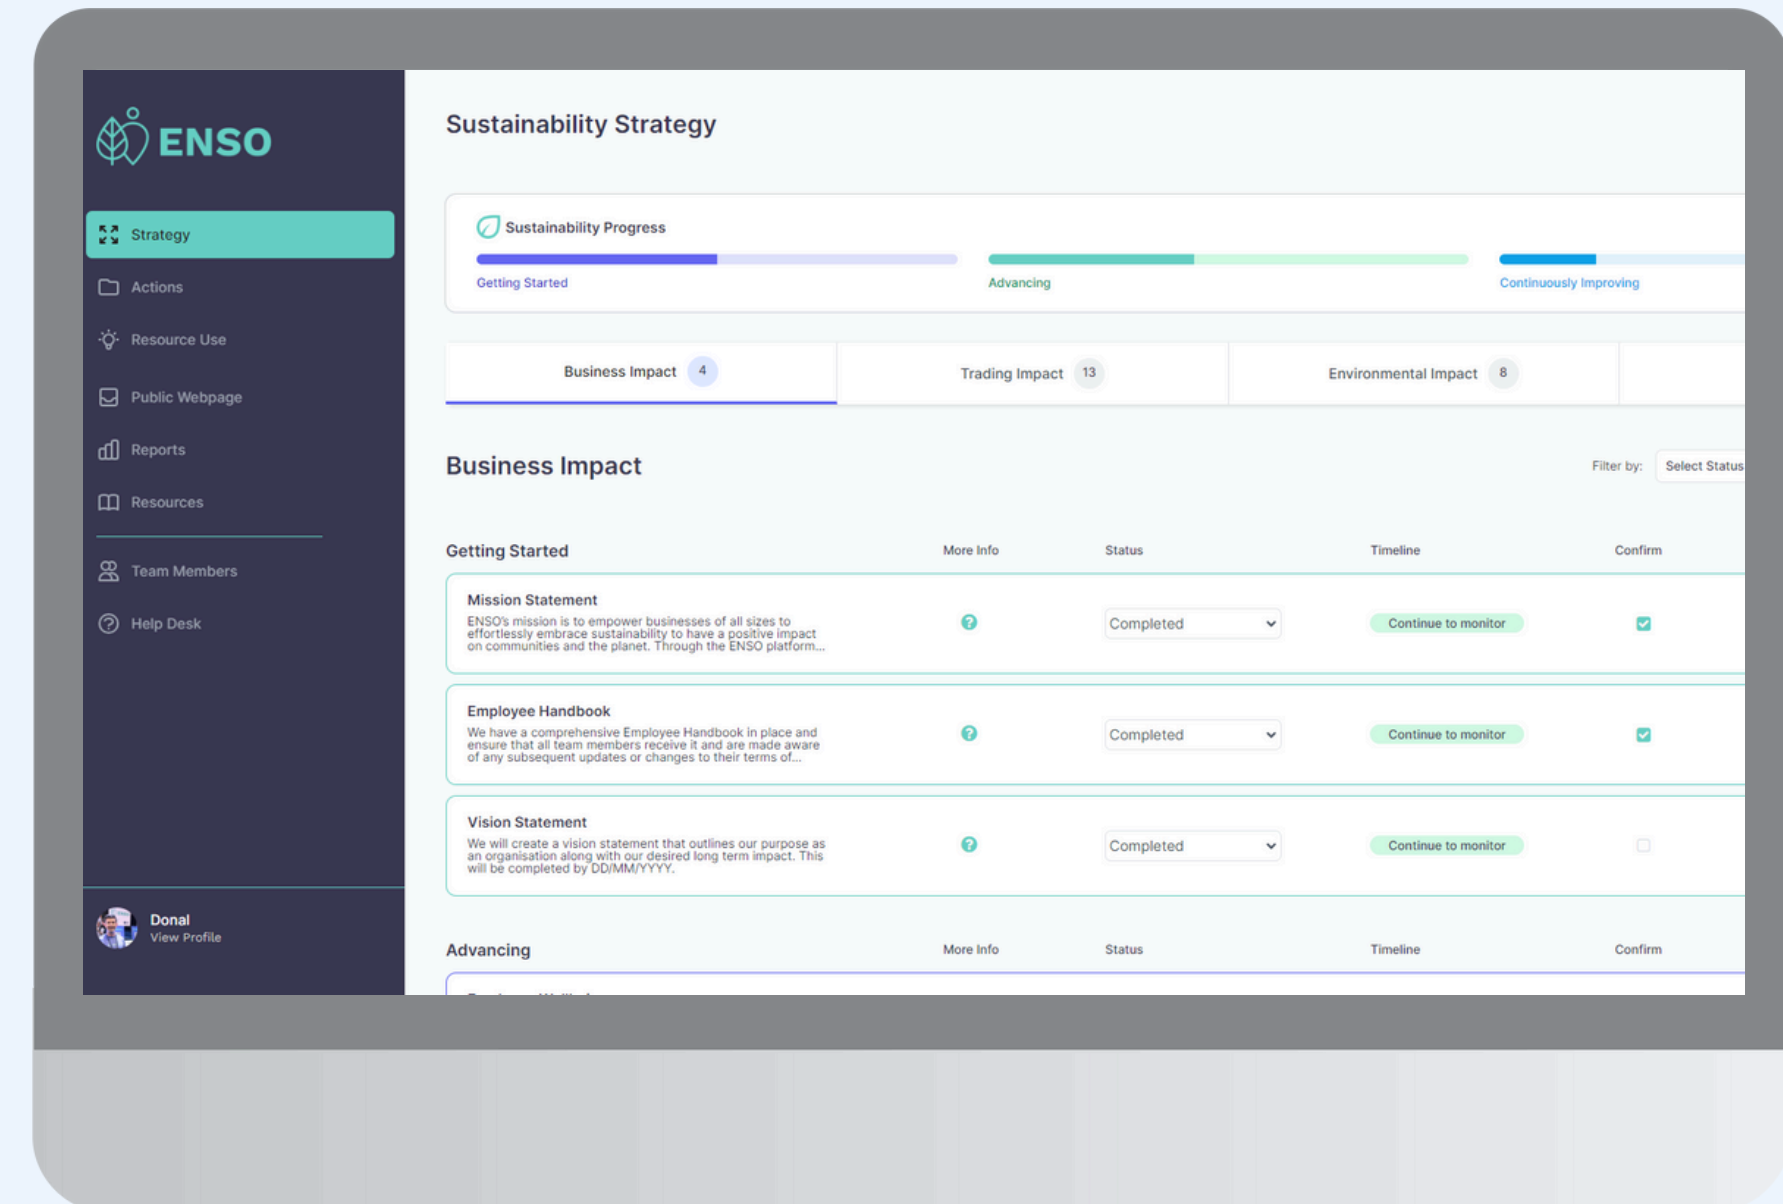 ENSO
Strategy
Actions
Resource Use
Public Webpage
Reports
Resources
Team Members
Help Desk
Donal
View Profile
Sustainability Strategy
Sustainability Progress
Getting Started
Advancing
Continuously Improving
Business Impact 4
Trading Impact 13
Environmental Impact 8
Business Impact
Filter by: Select Status
Getting Started More Info Status Timeline Confirm
Mission Statement
ENSO's mission is to empower businesses of all sizes to
effortlessly embrace sustainability to have a positive impact
on communities and the planet. Through the ENSO platform...
Completed
Continue to monitor
Employee Handbook
We have a comprehensive Employee Handbook in place and
ensure that all team members receive it and are made aware
of any subsequent updates or changes to their terms of...
Completed
Continue to monitor
Vision Statement
We will create a vision statement that outlines our purpose as
an organisation along with our desired long term impact. This
will be completed by DD/MM/YYYY.
Completed
Continue to monitor
Advancing More Info Status Timeline Confirm